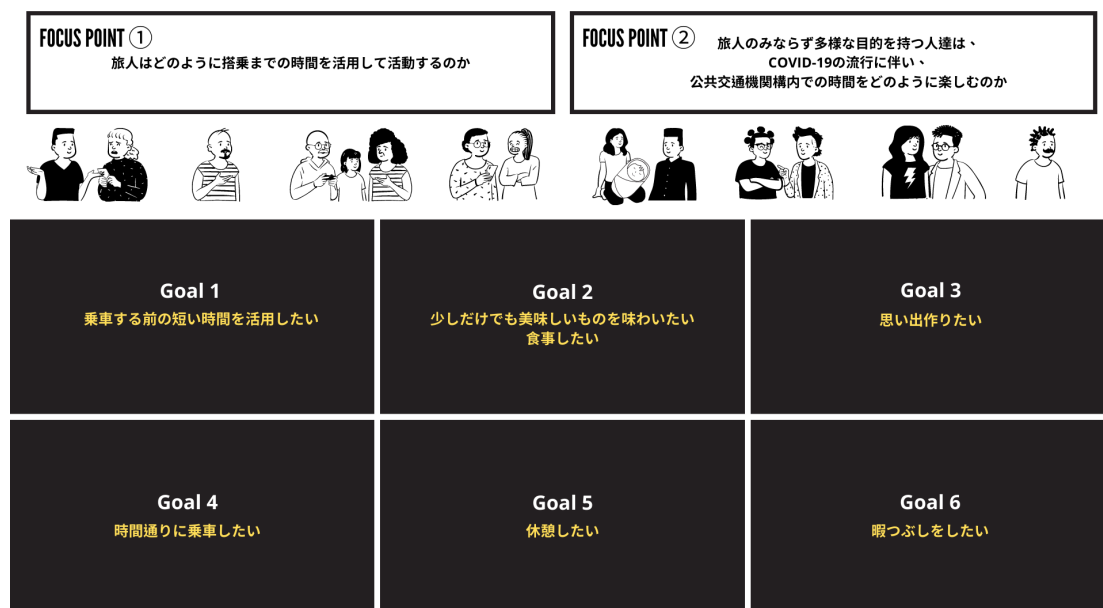 FOCUS POINT ①
旅人はどのように搭乗までの時間を活用して活動するのか
FOCUS POINT ②
旅人のみならず多様な目的を持つ人達は、
COVID-19の流行に伴い、
公共交通機関構内での時間をどのように楽しむのか
Goal 1
乗車する前の短い時間を活用したい
Goal 2
少しだけでも美味しいものを味わいたい
食事したい
Goal 3
思い出作りたい
Goal 4
時間通りに乗車したい
Goal 5
休憩したい
Goal 6
暇つぶしをしたい